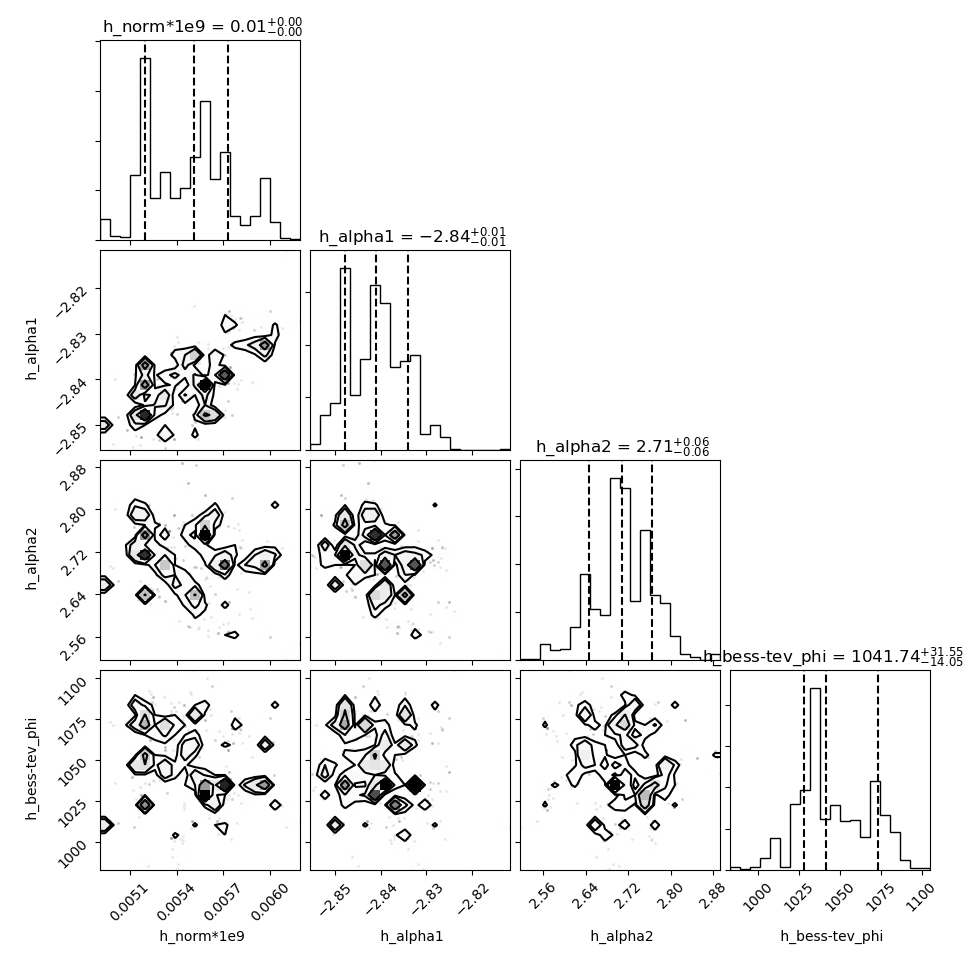 h_norm*1e9 = 0.01+0.00−0.00
h_alpha1 = −2.84+0.01−0.01
−2.82
−2.83
−2.84
−2.85
h_alpha1
h_alpha2 = 2.71+0.06−0.06
2.88
2.80
2.72
2.64
2.56
h_alpha2
h_bess-tev_phi = 1041.74+31.55−14.05
1100
1075
1050
1025
1000
h_bess-tev_phi
0.0051 0.0054 0.0057 0.0060 −2.85 −2.84 −2.83 −2.82 2.56 2.64 2.72 2.80 2.88 1000 1025 1050 1075 1100
h_norm*1e9 h_alpha1 h_alpha2 h_bess-tev_phi